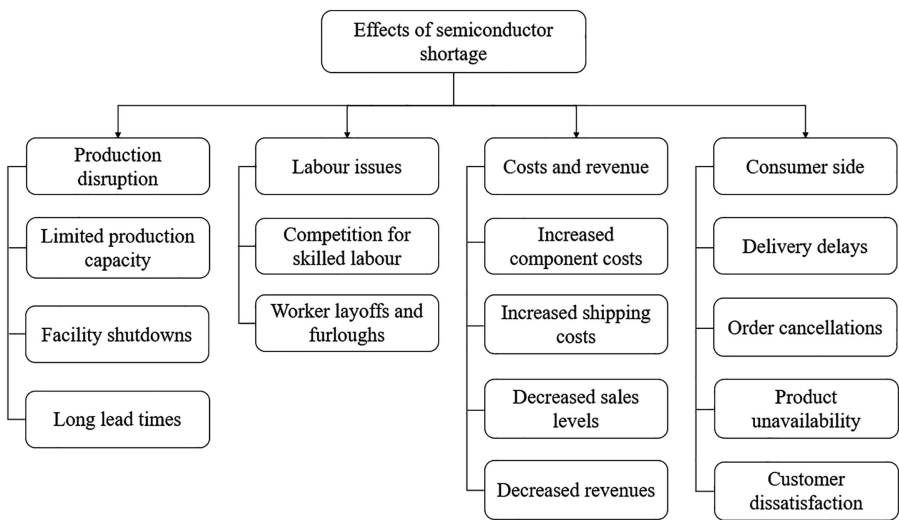 Effects of semiconductor
shortage
Production
disruption
Limited production
capacity
Facility shutdowns
Long lead times
Labour issues
Competition for
skilled labour
Worker layoffs and
furloughs
Costs and revenue
Increased
component costs
Increased shipping
costs
Decreased sales
levels
Decreased revenues
Consumer side
Delivery delays
Order cancellations
Product
unavailability
Customer
dissatisfaction